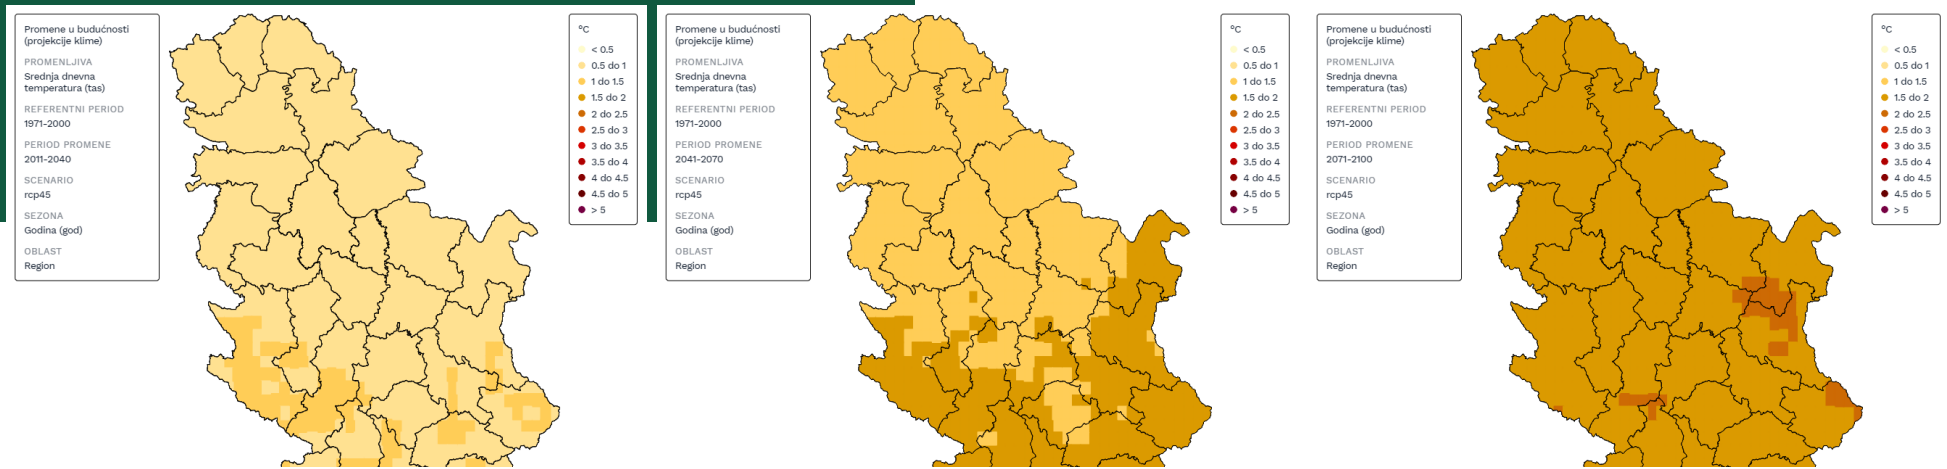 Promene u budućnosti
(projekcije klime)
PROMENLJIVA
Srednja dnevna
temperatura (tas)
REFERENTNI PERIOD
1971-2000
PERIOD PROMENE
2011-2040
SCENARIO
rcp45
SEZONA
Godina (god)
OBLAST
Region
°C
< 0.5
0.5 do 1
1 do 1.5
1.5 do 2
2 do 2.5
2.5 do 3
3 do 3.5
3.5 do 4
4 do 4.5
4.5 do 5
> 5
Promene u budućnosti
(projekcije klime)
PROMENLJIVA
Srednja dnevna
temperatura (tas)
REFERENTNI PERIOD
1971-2000
PERIOD PROMENE
2041-2070
SCENARIO
rcp45
SEZONA
Godina (god)
OBLAST
Region
°C
< 0.5
0.5 do 1
1 do 1.5
1.5 do 2
2 do 2.5
2.5 do 3
3 do 3.5
3.5 do 4
4 do 4.5
4.5 do 5
> 5
Promene u budućnosti
(projekcije klime)
PROMENLJIVA
Srednja dnevna
temperatura (tas)
REFERENTNI PERIOD
1971-2000
PERIOD PROMENE
2071-2100
SCENARIO
rcp45
SEZONA
Godina (god)
OBLAST
Region
°C
< 0.5
0.5 do 1
1 do 1.5
1.5 do 2
2 do 2.5
2.5 do 3
3 do 3.5
3.5 do 4
4 do 4.5
4.5 do 5
> 5